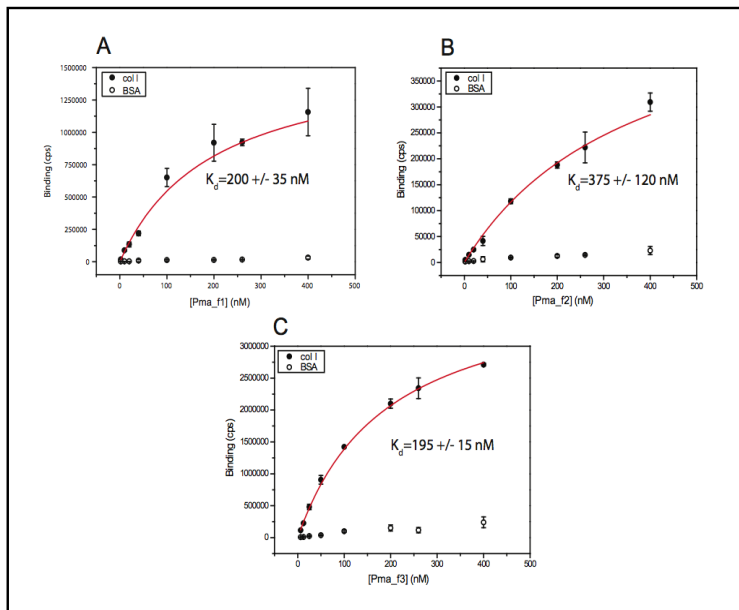 A
col I
BSA
1500000
1250000
1000000
750000
500000
250000
0
Binding (cps)
Kd=200 +/- 35 nM
0 100 200 300 400 500
[Pma_f1] (nM)
B
col I
BSA
350000
300000
250000
200000
150000
100000
50000
0
Binding (cps)
Kd=375 +/- 120 nM
0 100 200 300 400 500
[Pma_f2] (nM)
C
col I
BSA
3000000
2500000
2000000
1500000
1000000
500000
0
Binding (cps)
Kd=195 +/- 15 nM
0 100 200 300 400 500
[Pma_f3] (nM)